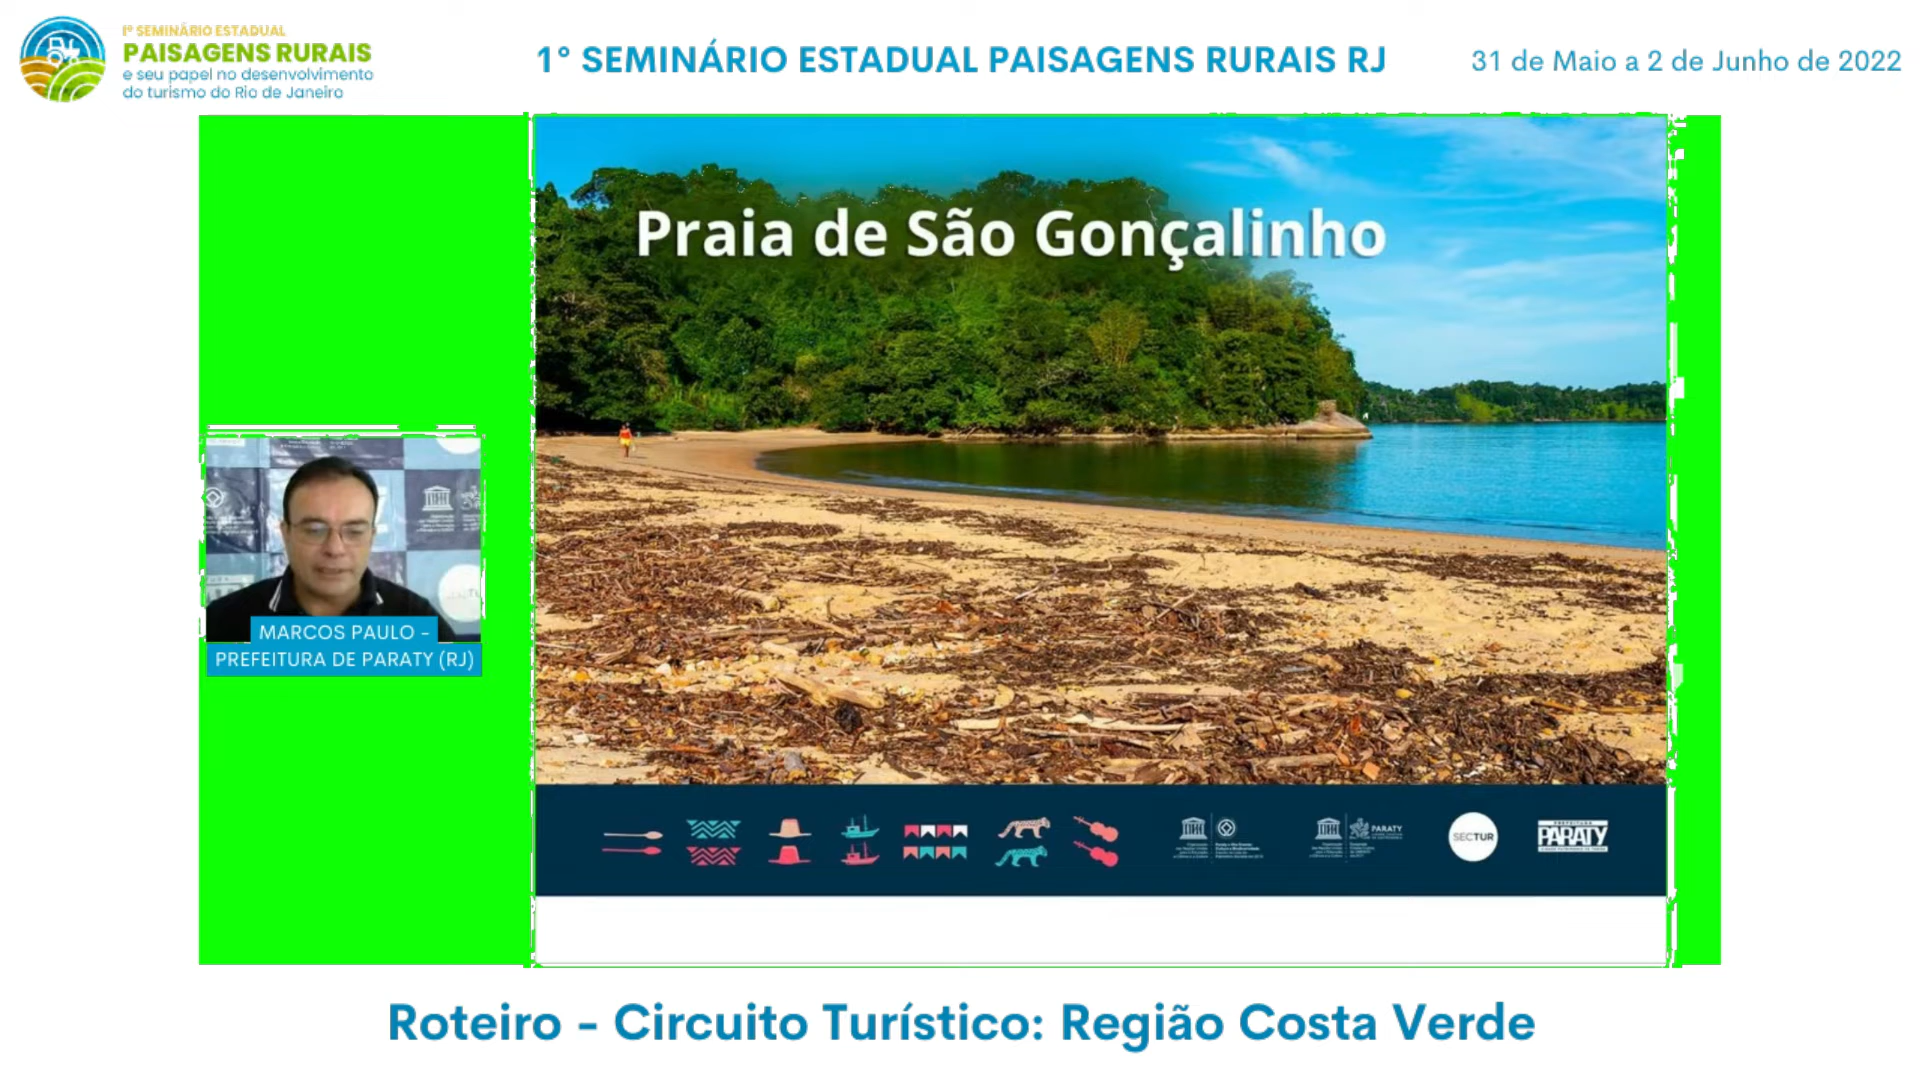 1º SEMINÁRIO ESTADUAL
PAISAGENS RURAIS
e seu papel no desenvolvimento
do turismo do Rio de Janeiro
1° SEMINÁRIO ESTADUAL PAISAGENS RURAIS RJ
31 de Maio a 2 de Junho de 2022
Praia de São Gonçalinho
MARCOS PAULO -
PREFEITURA DE PARATY (RJ)
PARATY
SECTUR
PREFEITURA
PARATY
Roteiro - Circuito Turístico: Região Costa Verde